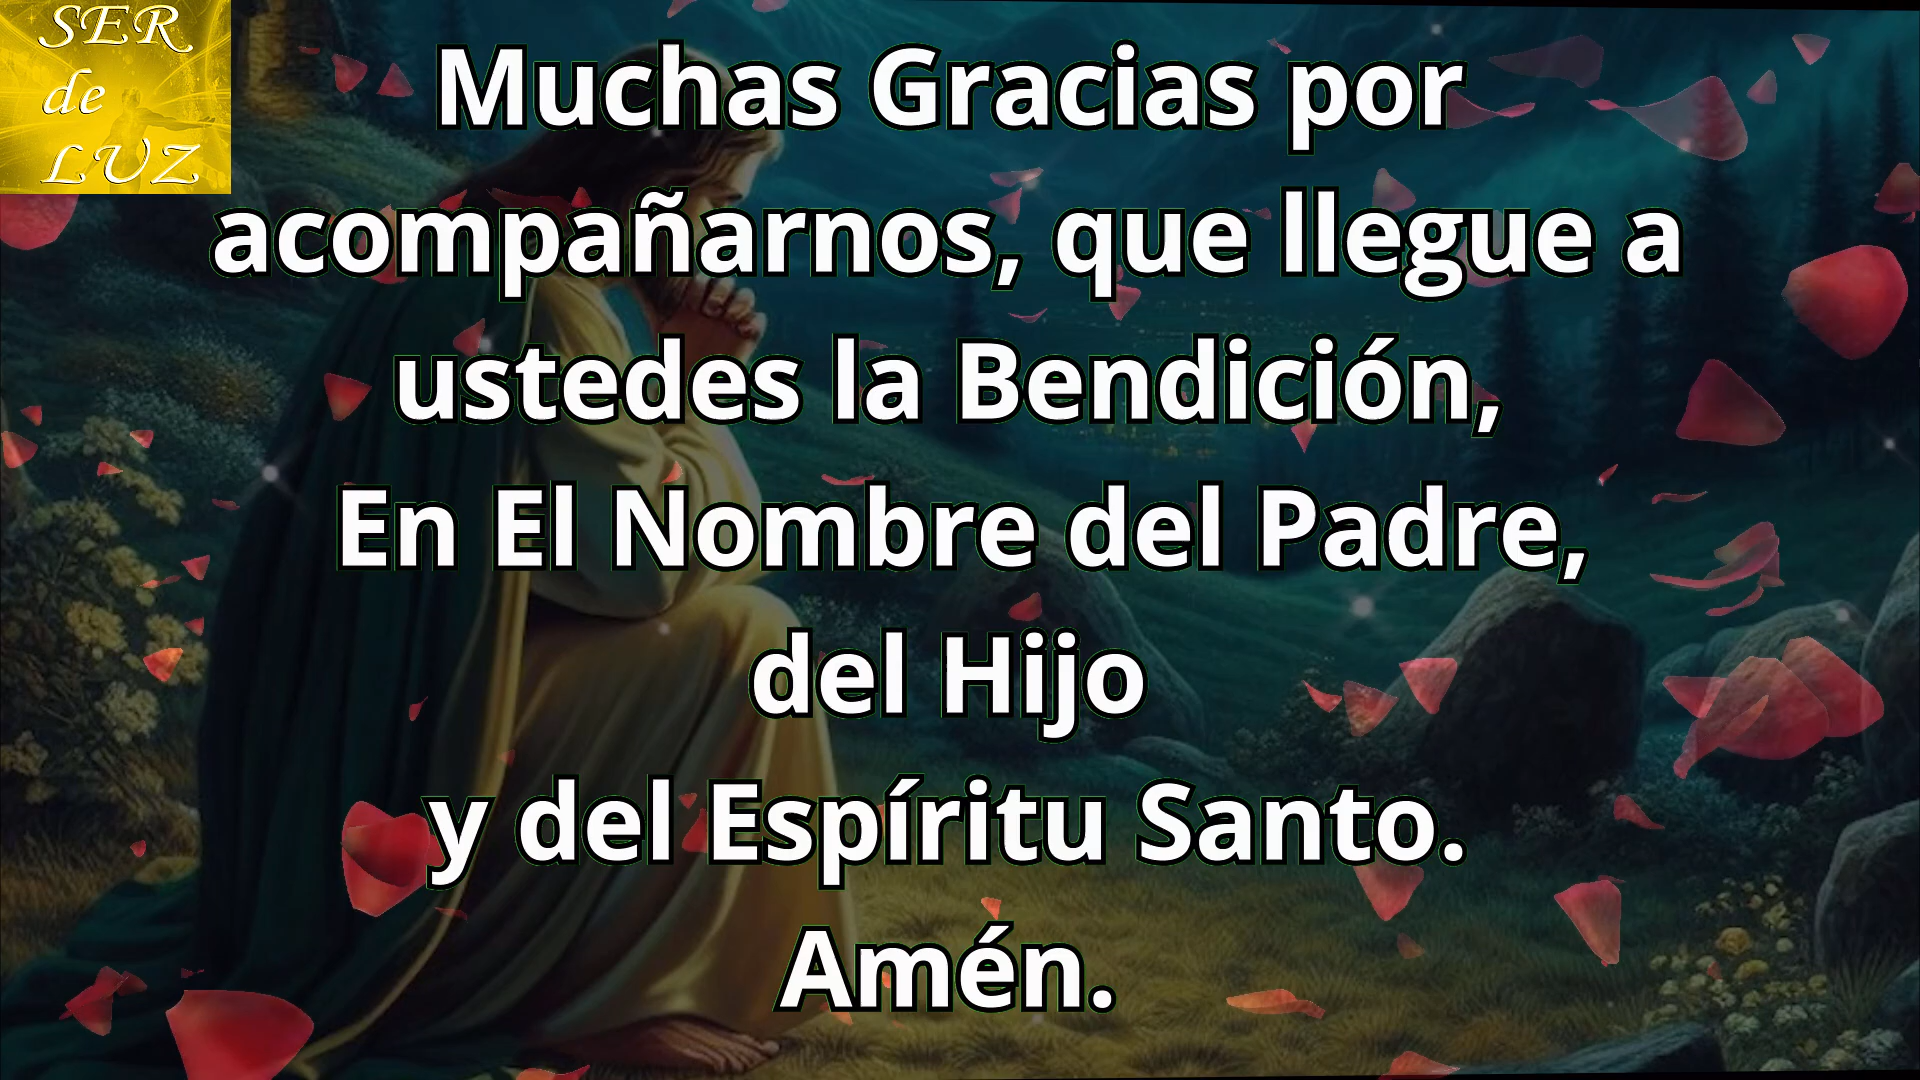 SER
de
LUZ
Muchas Gracias por
acompañarnos, que llegue a
ustedes la Bendición,
En El Nombre del Padre,
del Hijo
y del Espíritu Santo.
Amén.